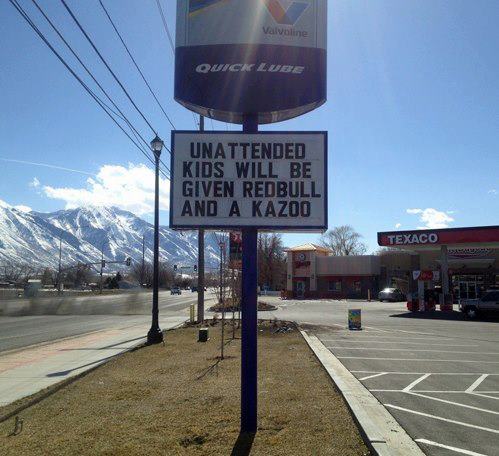 Valvoline
QUICK LUBE
UNATTENDED
KIDS WILL BE
GIVEN REDBULL
AND A KAZOO
TEXACO